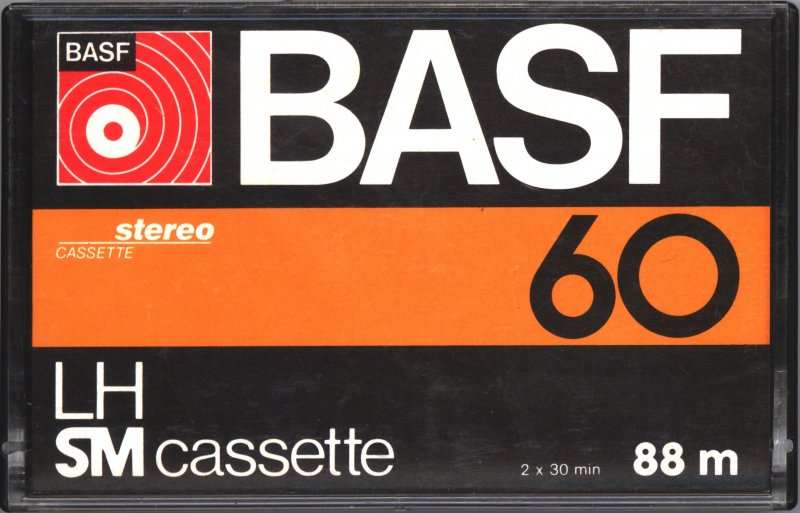 BASF
BASF
stereo
CASSETTE
60
LH
SM cassette
2 x 30 min
88 m